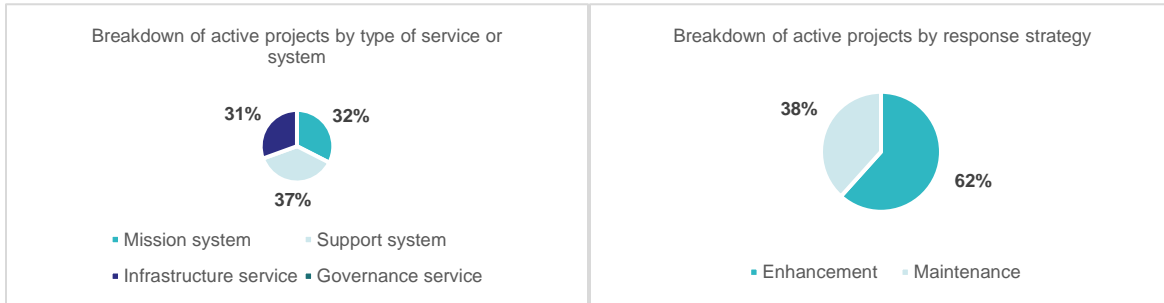 Breakdown of active projects by type of service or
system
31%
32%
37%
Mission system
Support system
Infrastructure service
Governance service
Breakdown of active projects by response strategy
38%
62%
Enhancement
Maintenance